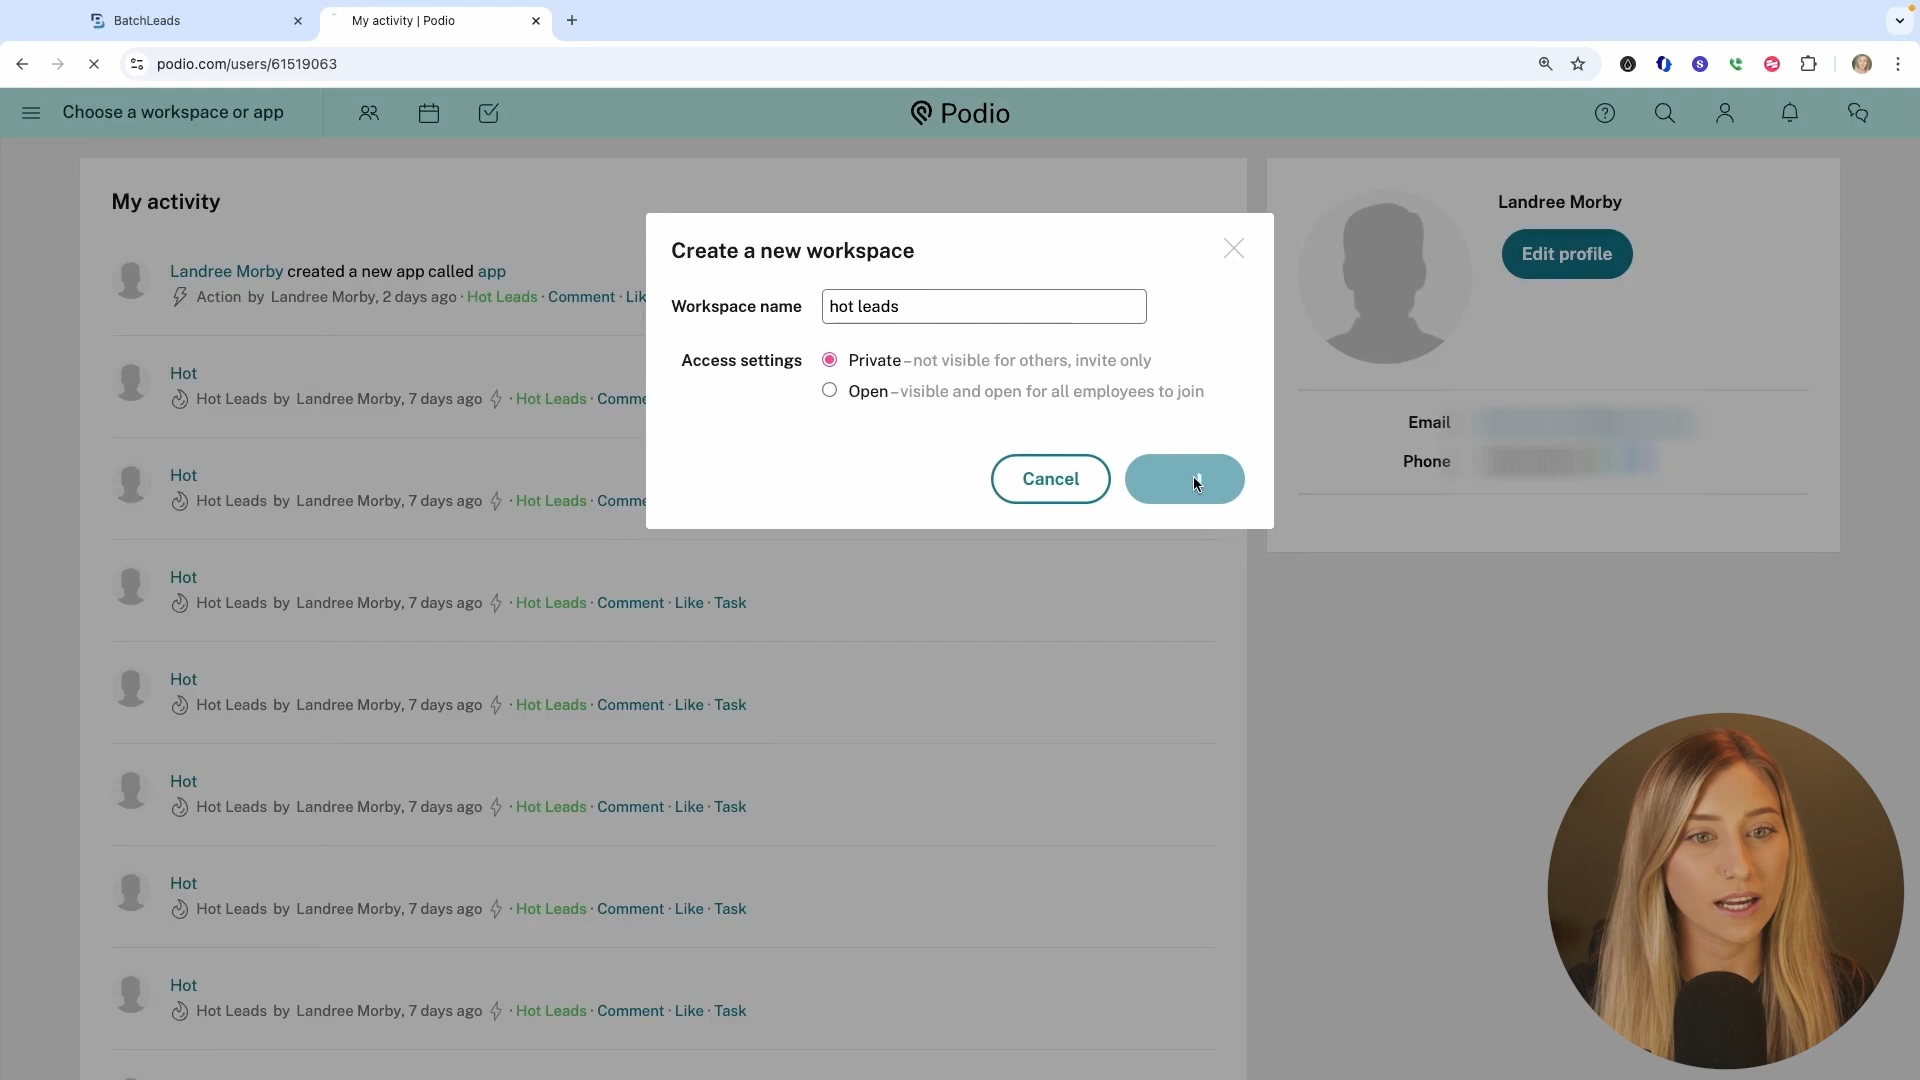 BatchLeads
My activity | Podio
podio.com/users/61519063
Choose a workspace or app
Podio
My activity
Landree Morby created a new app called app
Action by Landree Morby, 2 days ago · Hot Leads · Comment · Lik
Hot
Hot Leads by Landree Morby, 7 days ago · Hot Leads · Comme
Hot
Hot Leads by Landree Morby, 7 days ago · Hot Leads · Comme
Hot
Hot Leads by Landree Morby, 7 days ago · Hot Leads · Comment · Like · Task
Hot
Hot Leads by Landree Morby, 7 days ago · Hot Leads · Comment · Like · Task
Hot
Hot Leads by Landree Morby, 7 days ago · Hot Leads · Comment · Like · Task
Hot
Hot Leads by Landree Morby, 7 days ago · Hot Leads · Comment · Like · Task
Hot
Hot Leads by Landree Morby, 7 days ago · Hot Leads · Comment · Like · Task
Create a new workspace
Workspace name hot leads
Access settings Private – not visible for others, invite only
Open – visible and open for all employees to join
Cancel
Landree Morby
Edit profile
Email
Phone